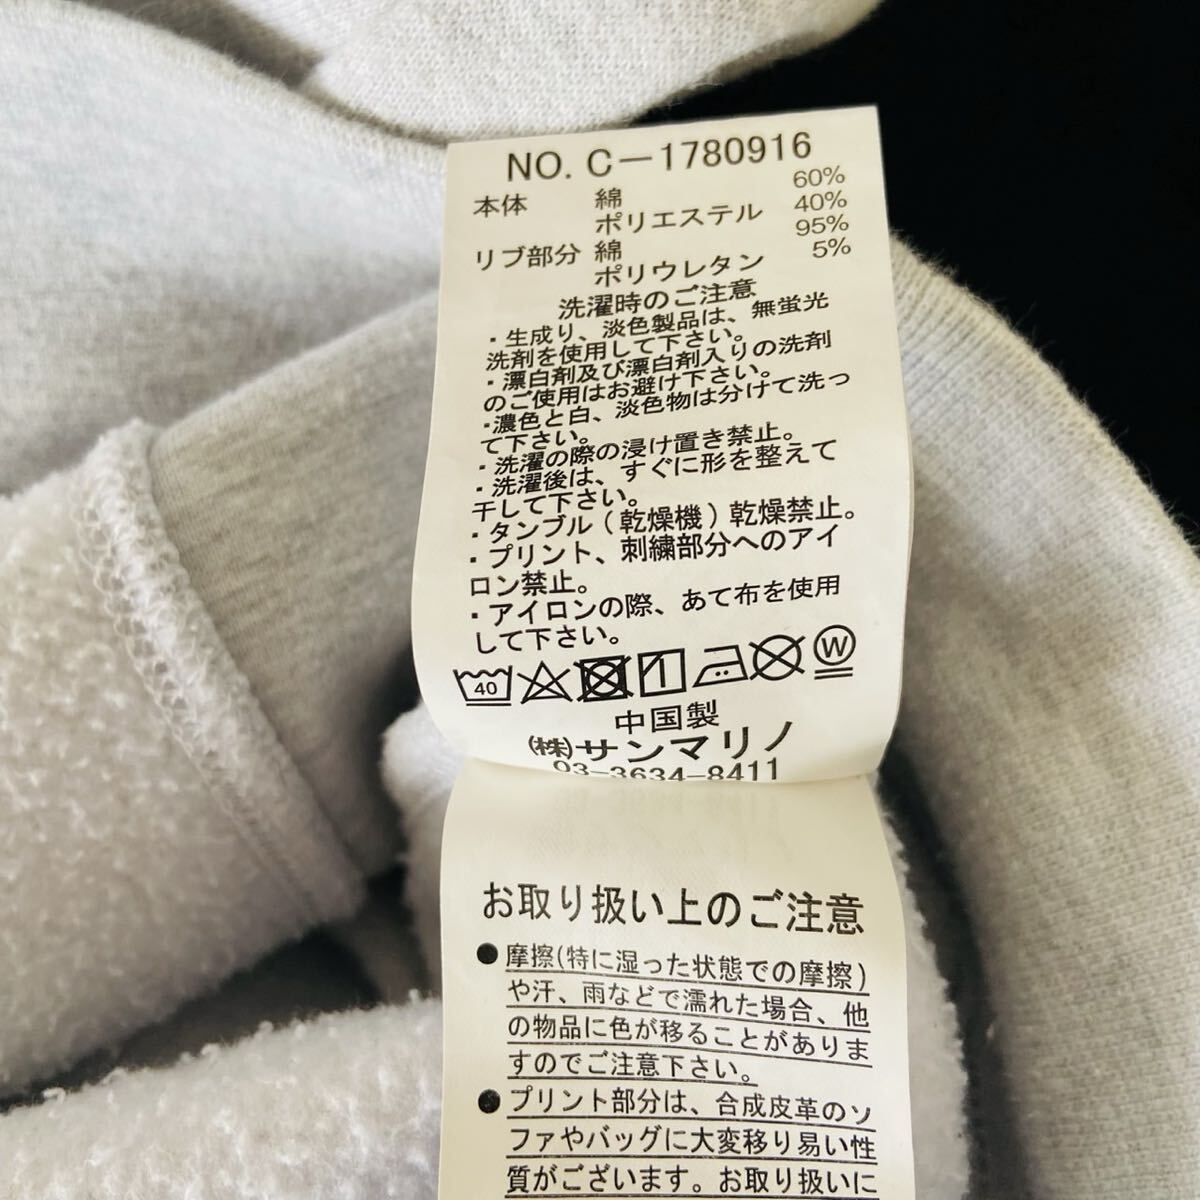 NO. C-1780916
本体 綿 60%
ポリエステル 40%
リブ部分 綿 95%
ポリウレタン 5%
洗濯時のご注意
・生成り、淡色製品は、無蛍光
洗剤を使用して下さい。
・漂白剤及び漂白剤入りの洗剤
のご使用はお避け下さい。
・濃色と白、淡色物は分けて洗っ
て下さい。
・洗濯の際の浸け置き禁止。
・洗濯後は、すぐに形を整えて
干して下さい。
・タンブル(乾燥機)乾燥禁止。
・プリント、刺繍部分へのアイ
ロン禁止。
・アイロンの際、あて布を使用
して下さい。
40 W
中国製
(株)サンマリノ
03-3634-8411
お取り扱い上のご注意
●摩擦(特に湿った状態での摩擦)
や汗、雨などで濡れた場合、他
の物品に色が移ることがありま
すのでご注意下さい。
●プリント部分は、合成皮革のソ
ファやバッグに大変移り易い性
質がございます。お取り扱いに